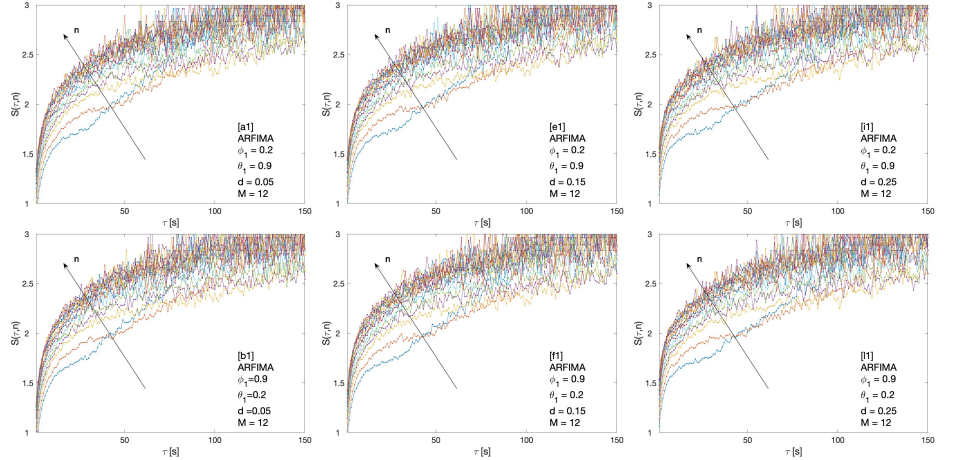 3
2.5
2
1.5
1
S(τ,n)
n
[a1]
ARFIMA
ϕ1 = 0.2
θ1 = 0.9
d = 0.05
M = 12
50
100
150
τ [s]
3
2.5
2
1.5
1
S(τ,n)
n
[e1]
ARFIMA
ϕ1 = 0.2
θ1 = 0.9
d = 0.15
M = 12
50
100
150
τ [s]
3
2.5
2
1.5
1
S(τ,n)
n
[i1]
ARFIMA
ϕ1 = 0.2
θ1 = 0.9
d = 0.25
M = 12
50
100
150
τ [s]
3
2.5
2
1.5
1
S(τ,n)
n
[b1]
ARFIMA
ϕ1=0.9
θ1=0.2
d =0.05
M = 12
50
100
150
τ [s]
3
2.5
2
1.5
1
S(τ,n)
n
[f1]
ARFIMA
ϕ1 = 0.9
θ1 = 0.2
d = 0.15
M = 12
50
100
150
τ [s]
3
2.5
2
1.5
1
S(τ,n)
n
[l1]
ARFIMA
ϕ1 = 0.9
θ1 = 0.2
d = 0.25
M = 12
50
100
150
τ [s]